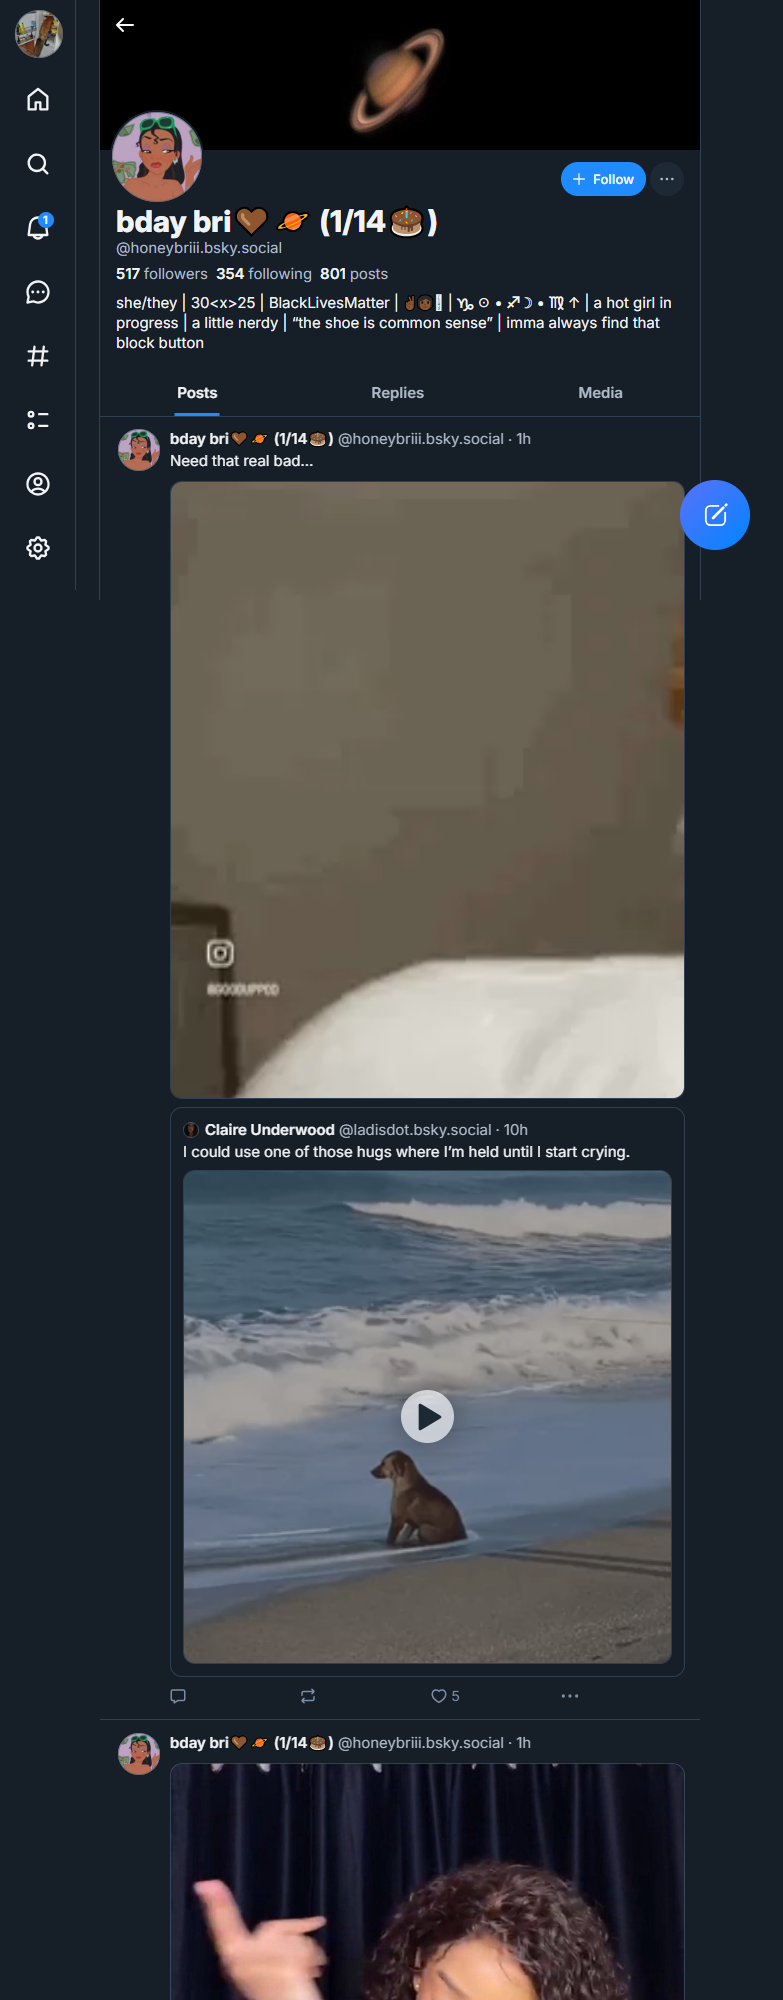 1
Follow
bday bri🤎🪐 (1/14🎂)
@honeybriii.bsky.social
517 followers 354 following 801 posts
she/they | 30<x>25 | BlackLivesMatter | ✌🏾👩🏾‍🦱 | ♑︎ ☉ • ♐︎☽ • ♍︎ ↑ | a hot girl in
progress | a little nerdy | “the shoe is common sense” | imma always find that
block button
Posts Replies Media
bday bri🤎🪐 (1/14🎂) @honeybriii.bsky.social · 1h
Need that real bad...
@GOODUPPOD
Claire Underwood @ladisdot.bsky.social · 10h
I could use one of those hugs where I’m held until I start crying.
5
bday bri🤎🪐 (1/14🎂) @honeybriii.bsky.social · 1h